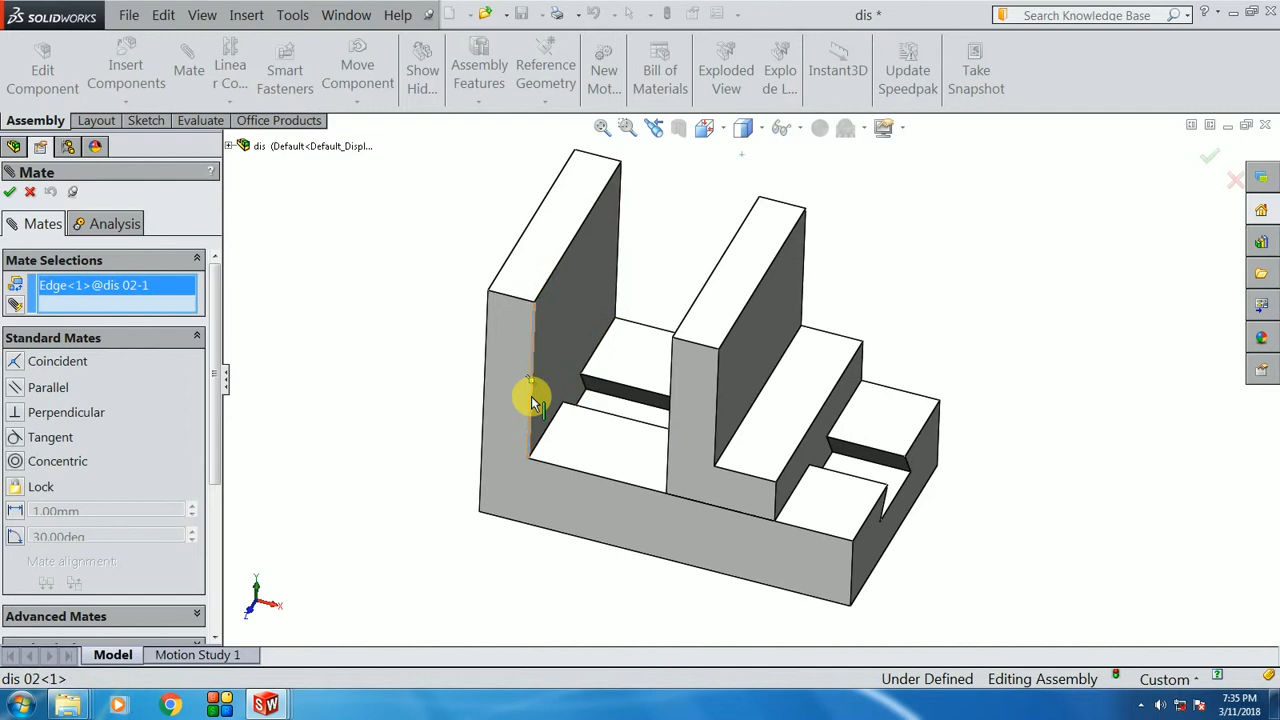 SOLIDWORKS File Edit View Insert Tools Window Help dis * Search Knowledge Base
Edit Component
Insert Components
Mate
Linea r Co...
Smart Fasteners
Move Component
Show Hid...
Assembly Features
Reference Geometry
New Mot...
Bill of Materials
Exploded View
Explo de L...
Instant3D
Update Speedpak
Take Snapshot
Assembly Layout Sketch Evaluate Office Products
dis (Default<Default_Displ...
Mate ?
Mates Analysis
Mate Selections
Edge<1>@dis 02-1
Standard Mates
Coincident
Parallel
Perpendicular
Tangent
Concentric
Lock
1.00mm
30.00deg
Mate alignment:
Advanced Mates
Y
X
Z
Model Motion Study 1
dis 02<1> Under Defined Editing Assembly Custom
7:35 PM
3/11/2018